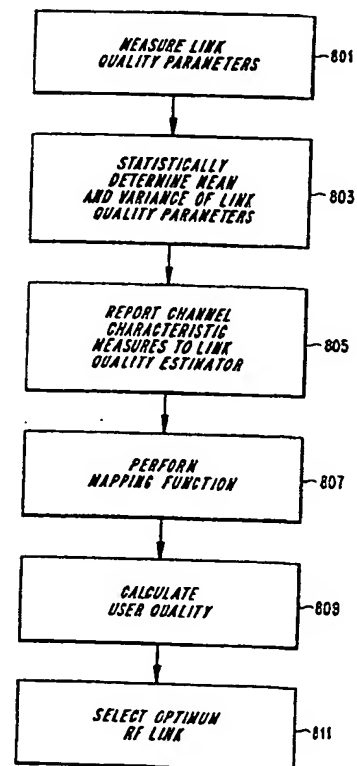 MEASURE LINK
QUALITY PARAMETERS
801
STATISTICALLY
DETERMINE MEAN
AND VARIANCE OF LINK
QUALITY PARAMETERS
803
REPORT CHANNEL
CHARACTERISTIC
MEASURES TO LINK
QUALITY ESTIMATOR
805
PERFORM
MAPPING FUNCTION
807
CALCULATE
USER QUALITY
809
SELECT OPTIMUM
RF LINK
811